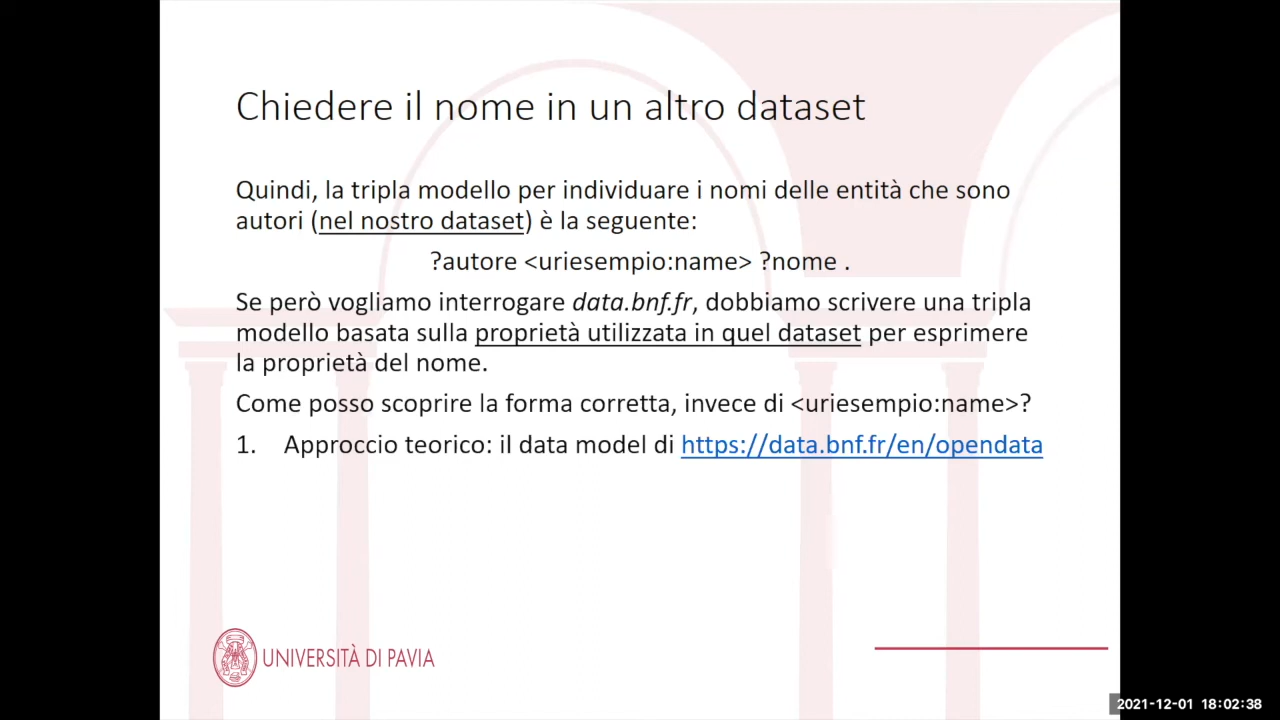 Chiedere il nome in un altro dataset
Quindi, la tripla modello per individuare i nomi delle entità che sono
autori (nel nostro dataset) è la seguente:
?autore <uriesempio:name> ?nome .
Se però vogliamo interrogare data.bnf.fr, dobbiamo scrivere una tripla
modello basata sulla proprietà utilizzata in quel dataset per esprimere
la proprietà del nome.
Come posso scoprire la forma corretta, invece di <uriesempio:name>?
1. Approccio teorico: il data model di https://data.bnf.fr/en/opendata
UNIVERSITÀ DI PAVIA
2021-12-01 18:02:38